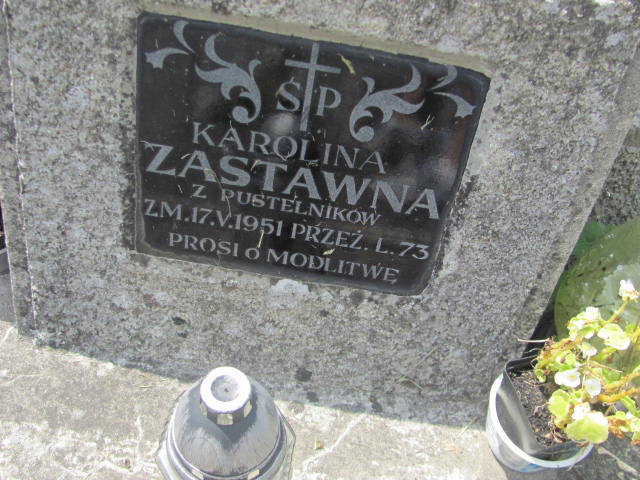 ŚP
KAROLINA
ZASTAWNA
Z PUSTELNIKÓW
ZM.17.V.1951 PRZEŻ. L.73
PROSI O MODLITWĘ